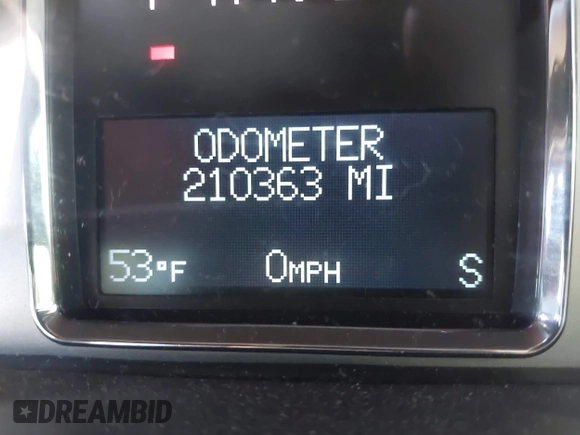 ODOMETER
210363 MI
53°F 0MPH S
DREAMBID